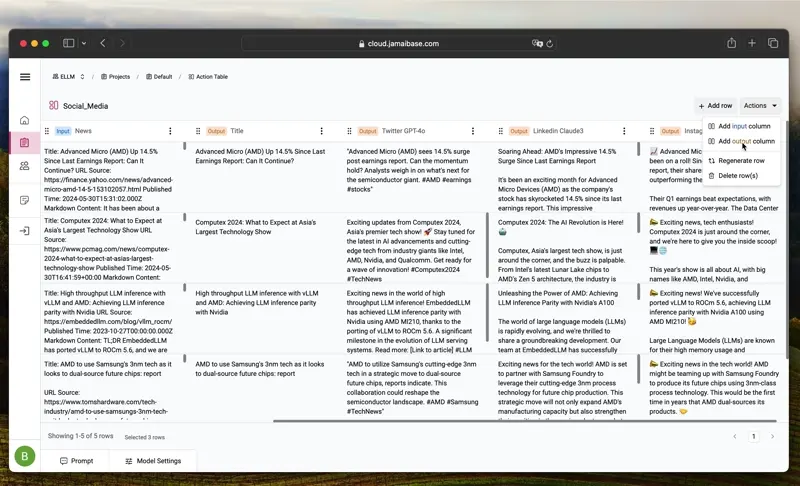 cloud.jamaibase.com
ELLM / Projects / Default / Action Table
Social_Media
+ Add row
Actions
Add input column
Add output column
Regenerate row
Delete row(s)
Input News
Output Title
Output Twitter GPT-4o
Output Linkedin Claude3
Output
Title: Advanced Micro (AMD) Up 14.5%
Since Last Earnings Report: Can It
Continue? URL Source:
https://finance.yahoo.com/news/advanced-
micro-amd-14-5-153102057.html Published
Time: 2024-05-30T15:31:02.000Z
Markdown Content: It has been about a
Advanced Micro (AMD) Up 14.5% Since Last
Earnings Report: Can It Continue?
"Advanced Micro (AMD) sees 14.5% surge
post earnings report. Can the momentum
hold? Analysts weigh in on what's next for
the semiconductor giant. #AMD #earnings
#stocks"
Soaring Ahead: AMD's Impressive 14.5%
Surge Since Last Earnings Report
It's been an exciting month for Advanced
Micro Devices (AMD) as the company's
stock has skyrocketed 14.5% since its last
earnings report. This impressive
Advanced M
been on a roll! Sin
report, their share
outperforming the
Their Q1 earnings beat expectations, with
revenues up year-over-year. The Data Center
Title: Computex 2024: What to Expect at
Asia's Largest Technology Show URL
Source:
https://www.pcmag.com/news/computex-
2024-what-to-expect-at-asias-largest-
technology-show Published Time: 2024-05-
30T16:41:59+00:00 Markdown Content:
Computex 2024: What to Expect at Asia's
Largest Technology Show
Exciting updates from Computex 2024,
Asia's premier tech show! 🚀 Stay tuned for
the latest in AI advancements and cutting-
edge tech from industry giants like Intel,
AMD, Nvidia, and Qualcomm. Get ready for
a wave of innovation! #Computex2024
#TechNews
Computex 2024: The AI Revolution is Here!
Computex, Asia's largest tech show, is just
around the corner, and the buzz is palpable.
From Intel's latest Lunar Lake chips to
AMD's Zen 5 architecture, the industry is
Exciting news, tech enthusiasts!
Computex 2024 is just around the corner,
and we're here to give you the inside scoop!
This year's show is all about AI, with big
names like AMD, Intel, Nvidia, and
Title: High throughput LLM inference with
vLLM and AMD: Achieving LLM inference
parity with Nvidia URL Source:
https://embeddedllm.com/blog/vllm_rocm/
Published Time: 2023-10-27T00:00:00.000Z
Markdown Content: TL;DR EmbeddedLLM
has ported vLLM to ROCm 5.6, and we are
High throughput LLM inference with vLLM
and AMD: Achieving LLM inference parity
with Nvidia
Exciting news in the world of high
throughput LLM inference! EmbeddedLLM
has achieved LLM inference parity with
Nvidia using AMD MI210, thanks to the
porting of vLLM to ROCm 5.6. A significant
milestone in the evolution of LLM serving
systems. Read more: [Link to article] #LLM
Unleashing the Power of AMD: Achieving
LLM Inference Parity with Nvidia's A100
The world of large language models (LLMs)
is rapidly evolving, and we're thrilled to
share a groundbreaking development. Our
team at EmbeddedLLM has successfully
Exciting news! We've successfully
ported vLLM to ROCm 5.6, achieving LLM
inference parity with Nvidia A100 using
AMD MI210!
Large Language Models (LLMs) are
known for their high memory usage and
Title: AMD to use Samsung's 3nm tech as it
looks to dual-source future chips: report
URL Source:
https://www.tomshardware.com/tech-
industry/amd-to-use-samsungs-3nm-tech-
AMD to use Samsung's 3nm tech as it looks
to dual-source future chips: report
"AMD to utilize Samsung's cutting-edge 3nm
tech in a strategic move to dual-source
future chips, reports indicate. This
collaboration could reshape the
semiconductor landscape. #AMD #Samsung
#TechNews"
Exciting news for the tech world! AMD is set
to partner with Samsung Foundry to
leverage their cutting-edge 3nm process
technology for future chip production. This
strategic move will not only expand AMD's
manufacturing capacity but also strengthen
Exciting news in the tech world! AMD
might be teaming up with Samsung Foundry
to produce its future chips using 3nm-class
process technology. This would be the first
time in years that AMD dual-sources its
products.
Showing 1-5 of 5 rows
Selected 3 rows
1
B
Prompt
Model Settings